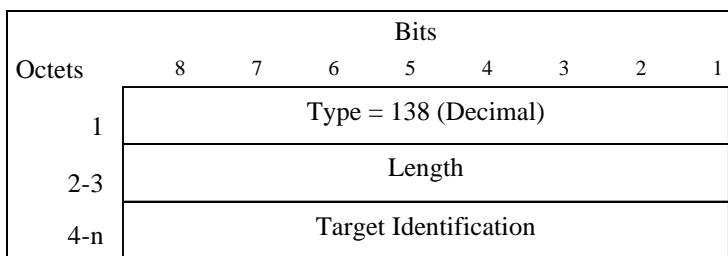 Bits
Octets 8 7 6 5 4 3 2 1
1 Type = 138 (Decimal)
2-3 Length
4-n Target Identification